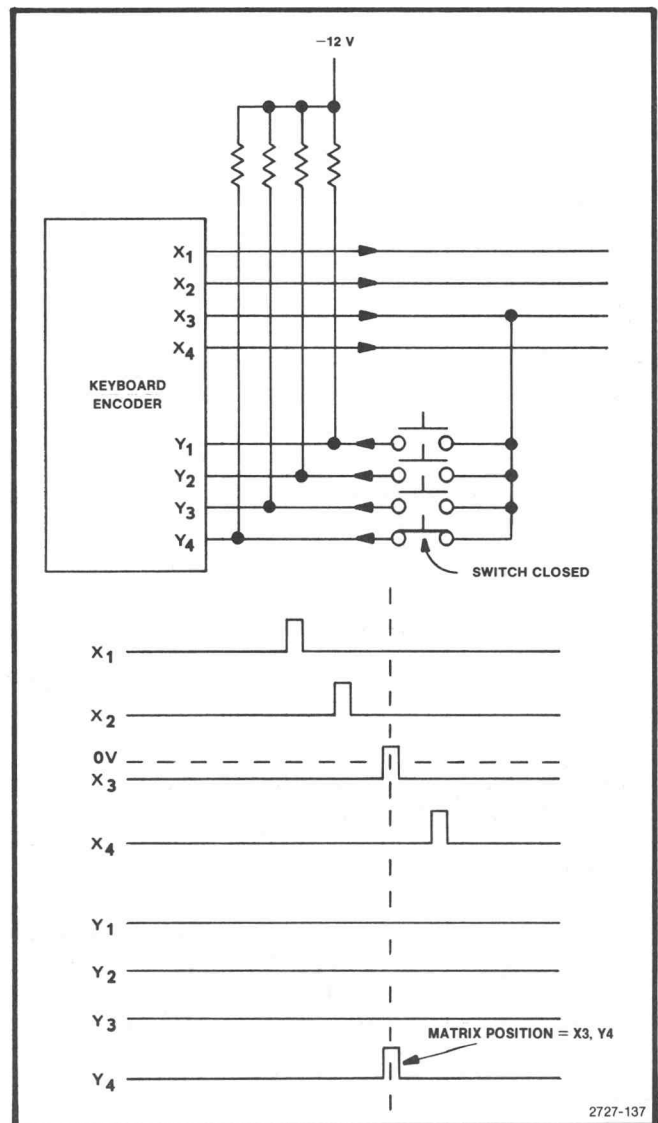 −12 V
X1
X2
X3
X4
KEYBOARD
ENCODER
Y1
Y2
Y3
Y4
SWITCH CLOSED
X1
X2
0V
X3
X4
Y1
Y2
Y3
MATRIX POSITION = X3, Y4
Y4
2727-137